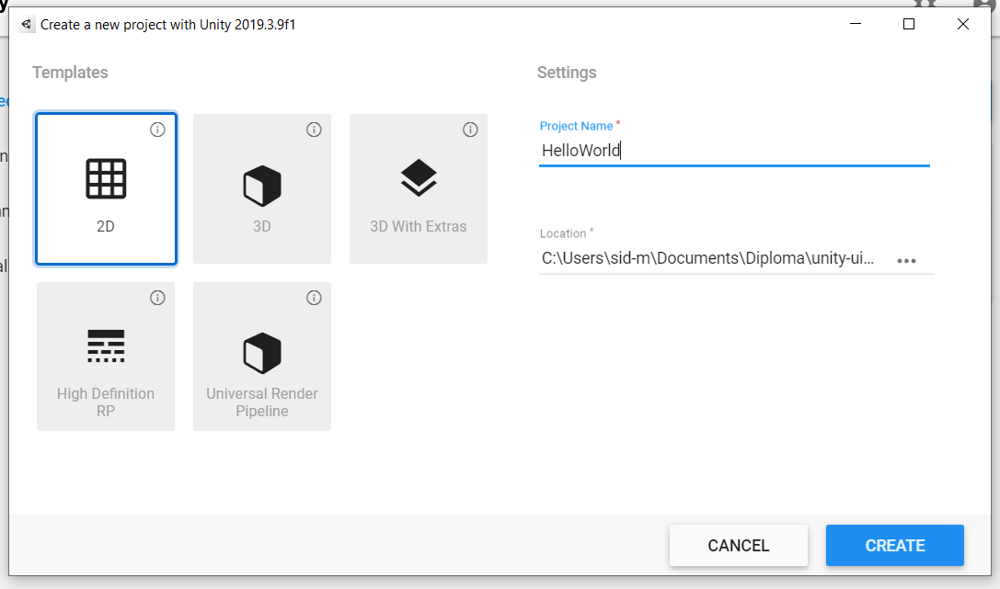 Create a new project with Unity 2019.3.9f1
Templates
Settings
2D
3D
3D With Extras
High Definition
RP
Universal Render
Pipeline
Project Name *
HelloWorld
Location *
C:\Users\sid-m\Documents\Diploma\unity-ui...
CANCEL
CREATE